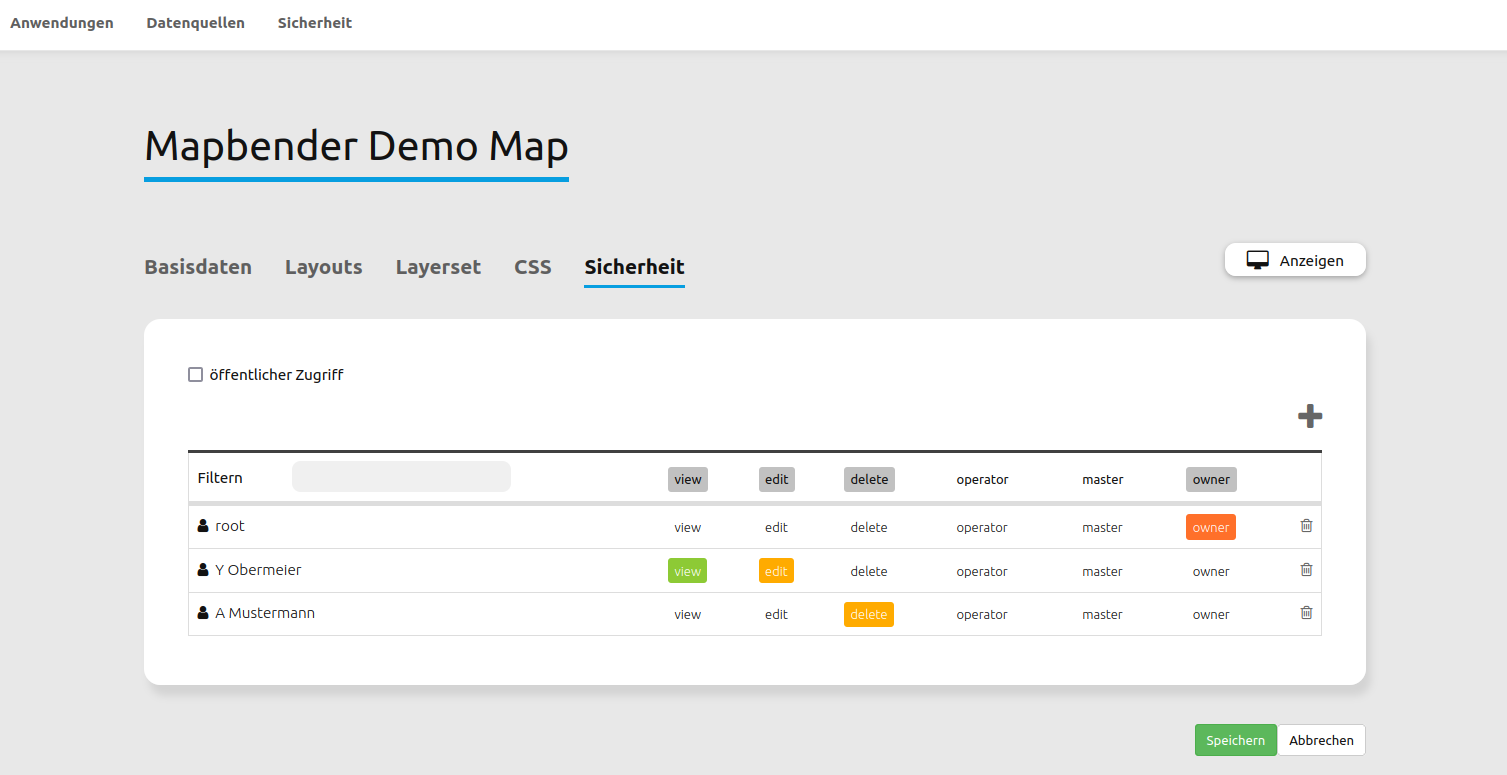 Anwendungen Datenquellen Sicherheit
Mapbender Demo Map
Basisdaten Layouts Layerset CSS Sicherheit
Anzeigen
öffentlicher Zugriff
Filtern view edit delete operator master owner
root view edit delete operator master owner
Y Obermeier view edit delete operator master owner
A Mustermann view edit delete operator master owner
Speichern Abbrechen